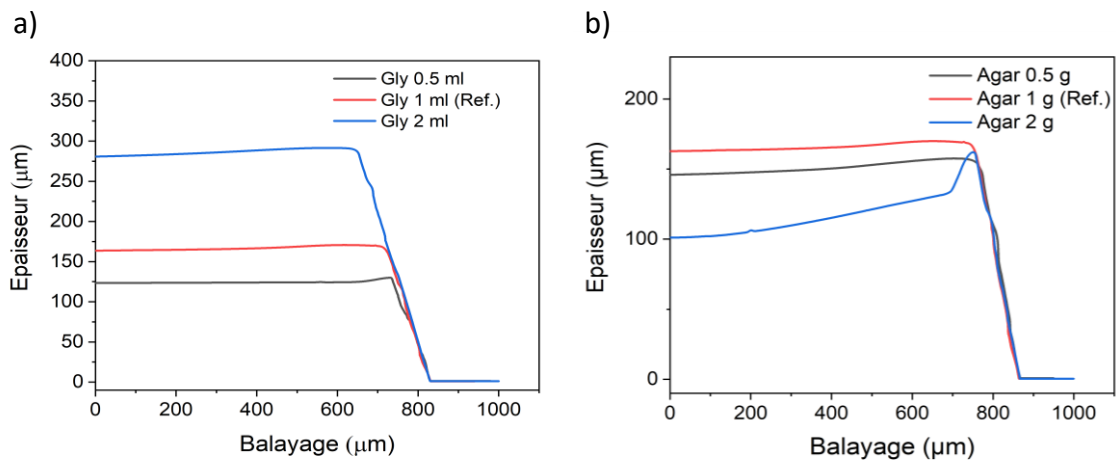 a)
400
350
300
250
200
150
100
50
0
Epaisseur (μm)
Gly 0.5 ml
Gly 1 ml (Ref.)
Gly 2 ml
0 200 400 600 800 1000
Balayage (μm)
b)
200
100
0
Epaisseur (μm)
Agar 0.5 g
Agar 1 g (Ref.)
Agar 2 g
0 200 400 600 800 1000
Balayage (μm)